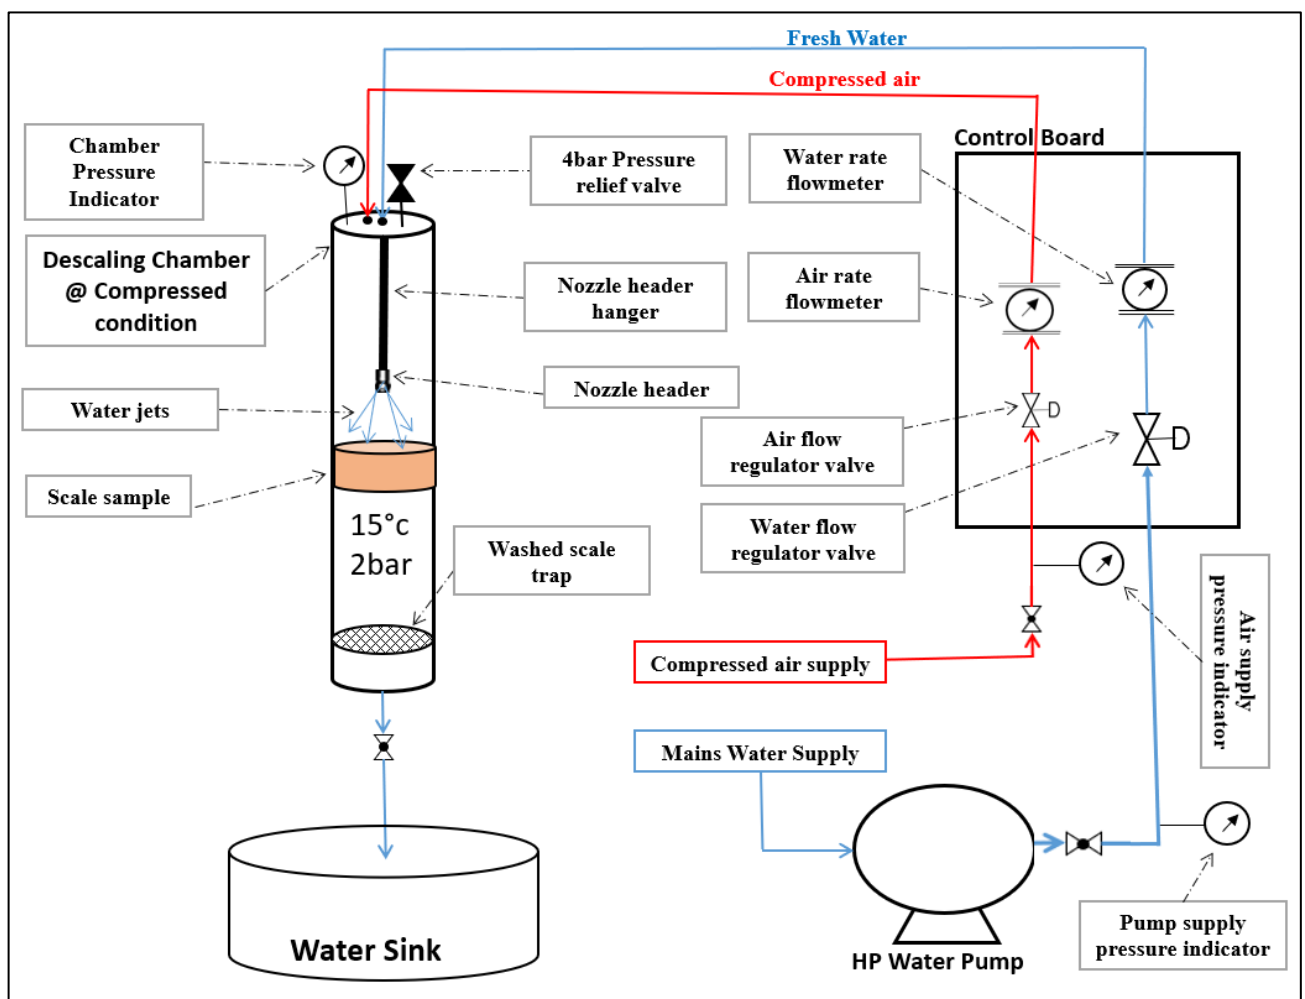 Fresh Water
Compressed air
Control Board
Chamber
Pressure
Indicator
4bar Pressure
relief valve
Water rate
flowmeter
Descaling Chamber
@ Compressed
condition
Nozzle header
hanger
Air rate
flowmeter
Water jets
Nozzle header
D
D
Air flow
regulator valve
Scale sample
15°c
2bar
Water flow
regulator valve
Washed scale
trap
Air supply
pressure indicator
Compressed air supply
Mains Water Supply
Water Sink
HP Water Pump
Pump supply
pressure indicator